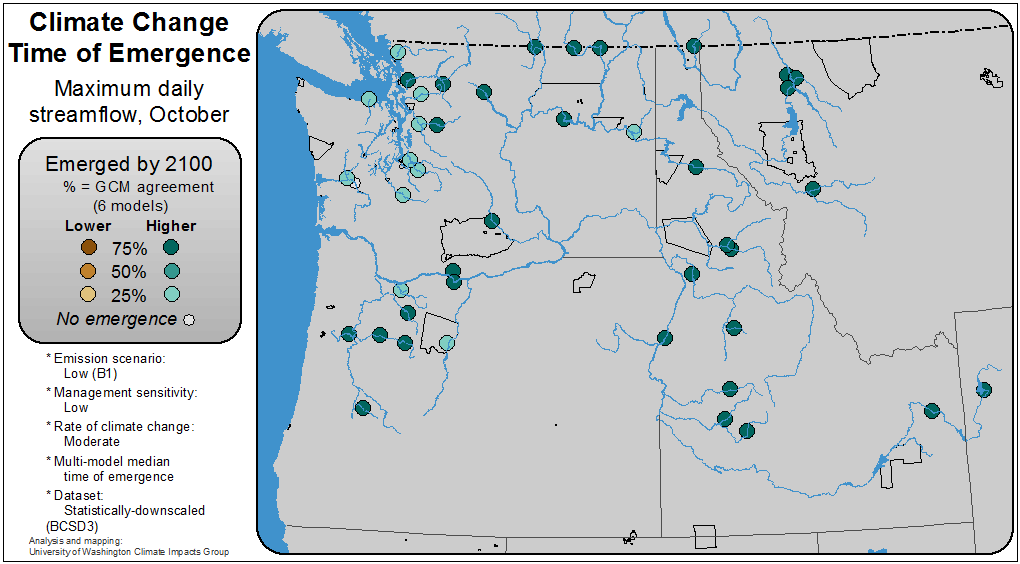 Climate Change
Time of Emergence
Maximum daily
streamflow, October
Emerged by 2100
% = GCM agreement
(6 models)
Lower Higher
75%
50%
25%
No emergence
* Emission scenario:
Low (B1)
* Management sensitivity:
Low
* Rate of climate change:
Moderate
* Multi-model median
time of emergence
* Dataset:
Statistically-downscaled
(BCSD3)
Analysis and mapping:
University of Washington Climate Impacts Group